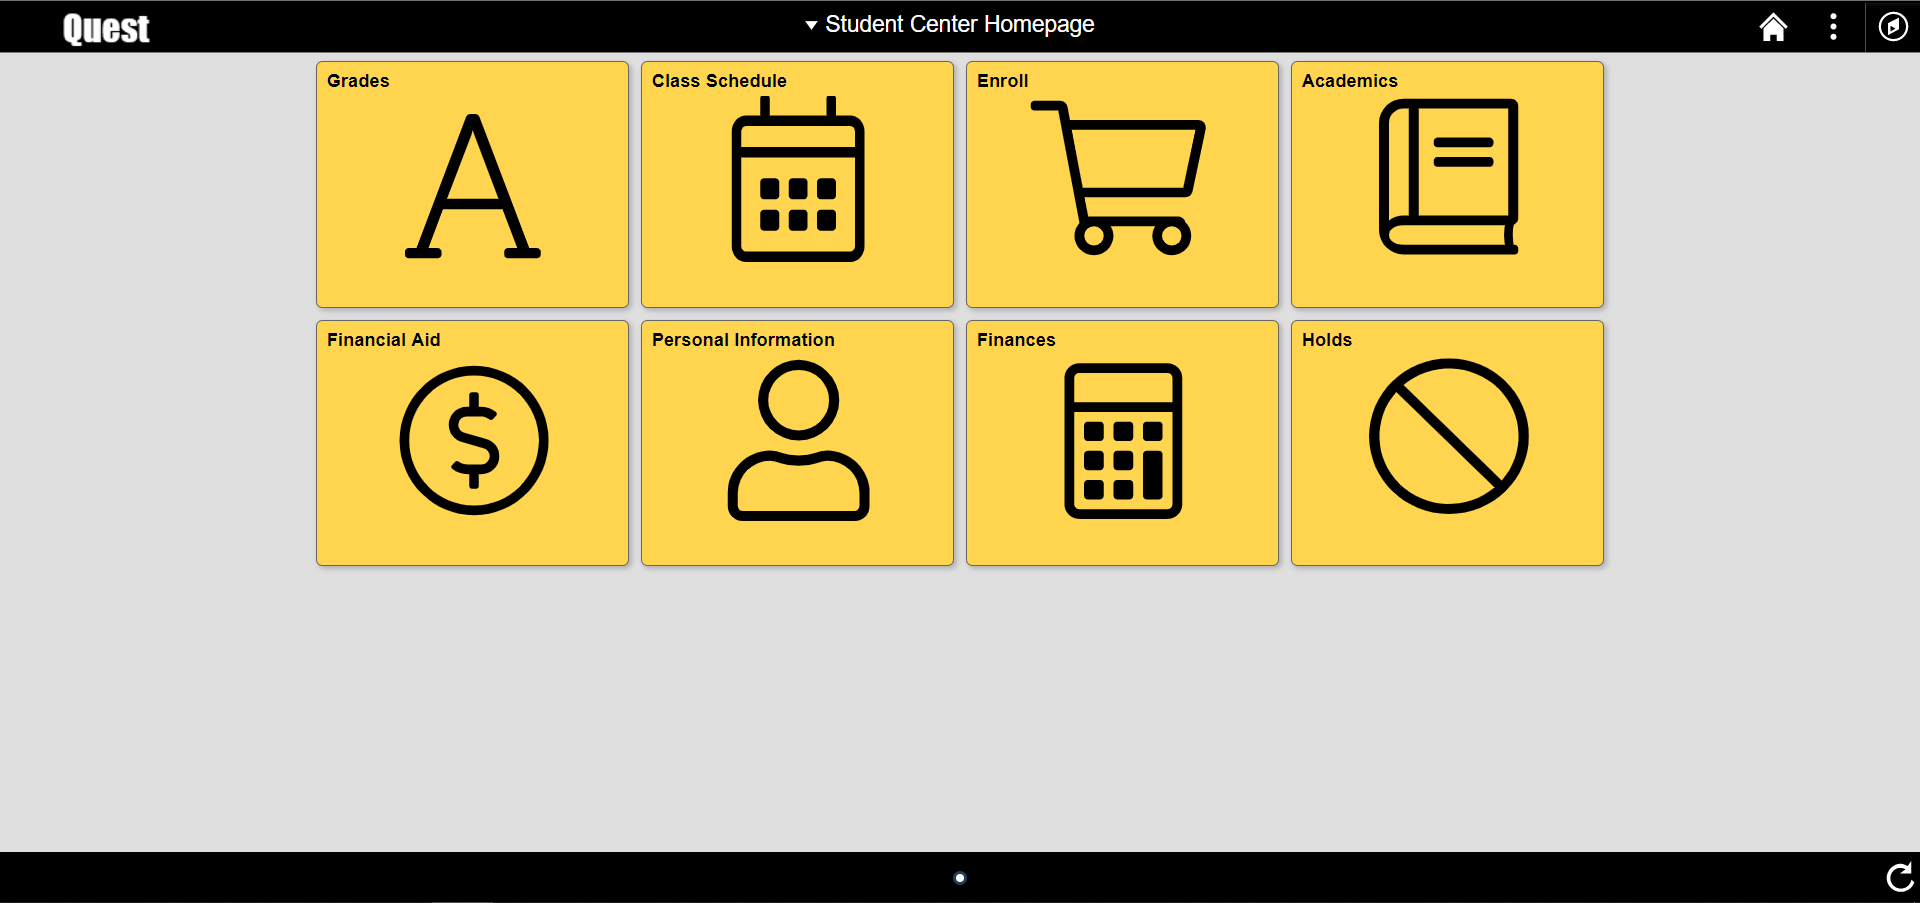 Quest
Student Center Homepage
Grades
Class Schedule
Enroll
Academics
Financial Aid
Personal Information
Finances
Holds